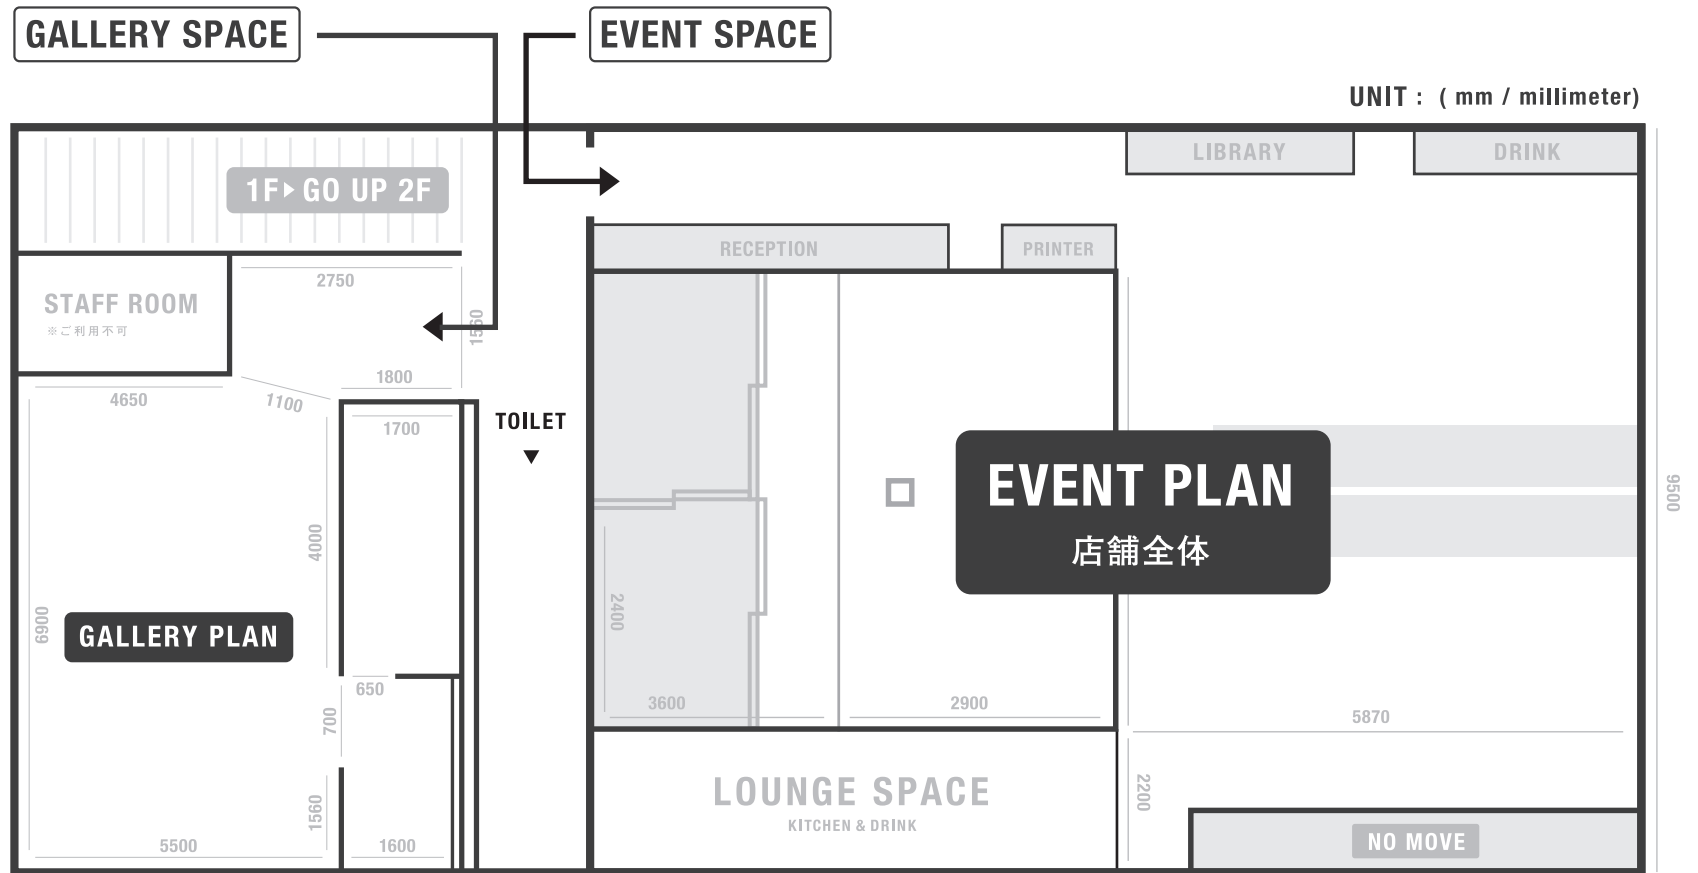 GALLERY SPACE
EVENT SPACE
UNIT : ( mm / millimeter)
LIBRARY
DRINK
1F▶GO UP 2F
RECEPTION
PRINTER
2750
STAFF ROOM
※ご利用不可
1560
1800
4650
1100
1700
TOILET
▼
EVENT PLAN
店舗全体
9500
4000
6900
GALLERY PLAN
2400
650
700
3600
2900
5870
LOUNGE SPACE
KITCHEN & DRINK
2200
1560
5500
1600
NO MOVE